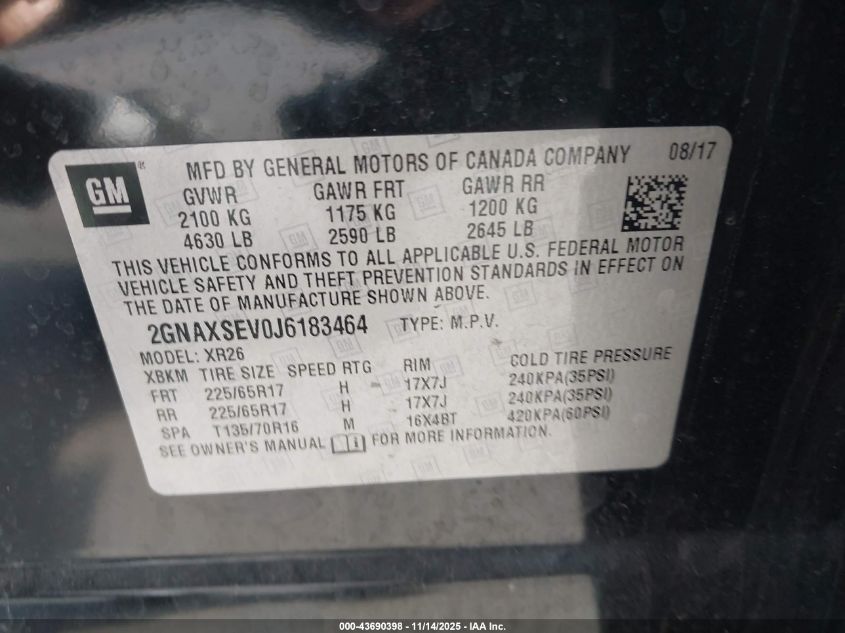 GM ® MFD BY GENERAL MOTORS OF CANADA COMPANY 08/17
GVWR GAWR FRT GAWR RR
2100 KG 1175 KG 1200 KG
4630 LB 2590 LB 2645 LB
THIS VEHICLE CONFORMS TO ALL APPLICABLE U.S. FEDERAL MOTOR
VEHICLE SAFETY AND THEFT PREVENTION STANDARDS IN EFFECT ON
THE DATE OF MANUFACTURE SHOWN ABOVE.
2GNAXSEV0J6183464 TYPE: M.P.V.
MODEL: XR26
XBKM TIRE SIZE SPEED RTG RIM COLD TIRE PRESSURE
FRT 225/65R17 H 17X7J 240KPA(35PSI)
RR 225/65R17 H 17X7J 240KPA(35PSI)
SPA T135/70R16 M 16X4BT 420KPA(60PSI)
SEE OWNER'S MANUAL FOR MORE INFORMATION.
000-43690398 - 11/14/2025 - IAA Inc.